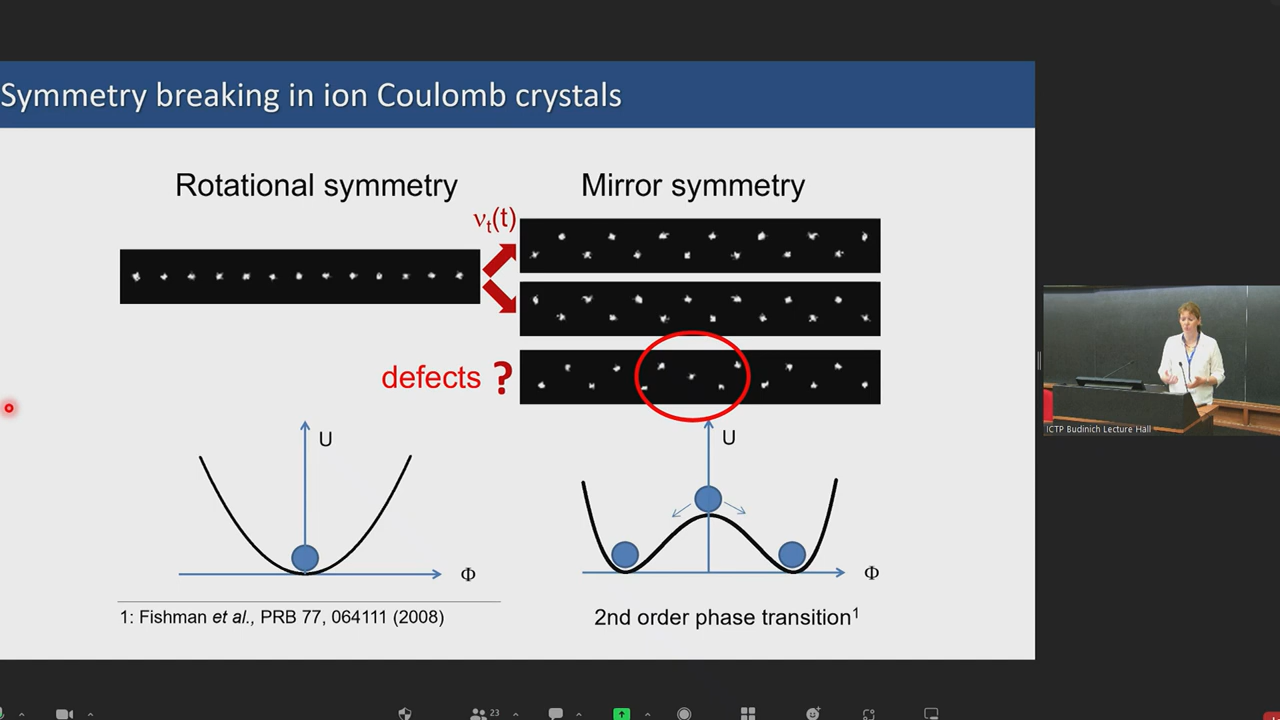 Symmetry breaking in ion Coulomb crystals
Rotational symmetry
Mirror symmetry
νt(t)
defects ?
U
Φ
U
Φ
1: Fishman et al., PRB 77, 064111 (2008)
2nd order phase transition1
ICTP Budinich Lecture Hall
23